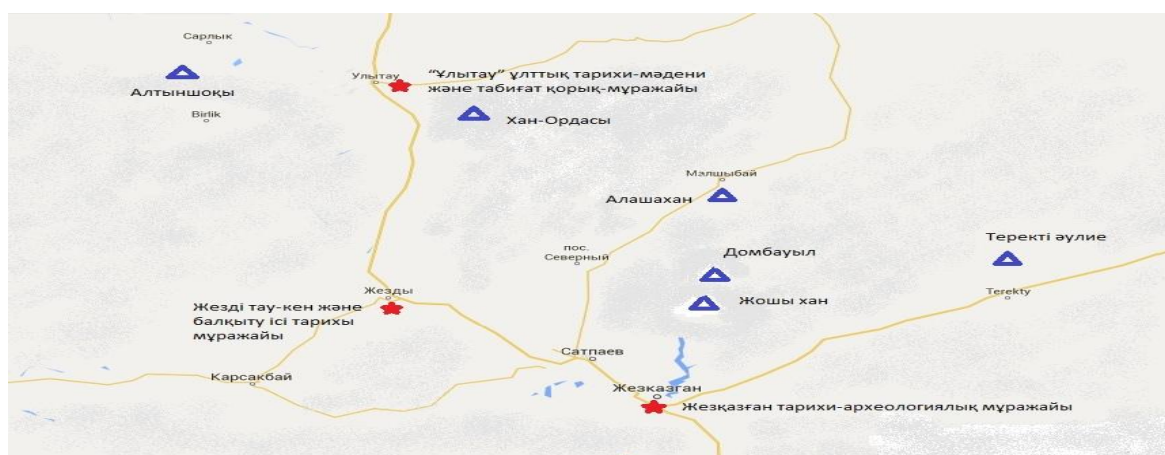 Сарлык
Алтыншоқы
Birlik
Улытау
“Ұлытау” ұлттық тарихи-мәдени
және табиғат қорық-мұражайы
Хан-Ордасы
Мэлшыбай
Алашахан
пос.
Северный
Домбауыл
Жошы хан
Теректі әулие
Terekty
Жезды
Жезді тау-кен және
балқыту ісі тарихы
мұражайы
Карсакбай
Сатпаев
Жезказган
Жезқазған тарихи-археологиялық мұражайы